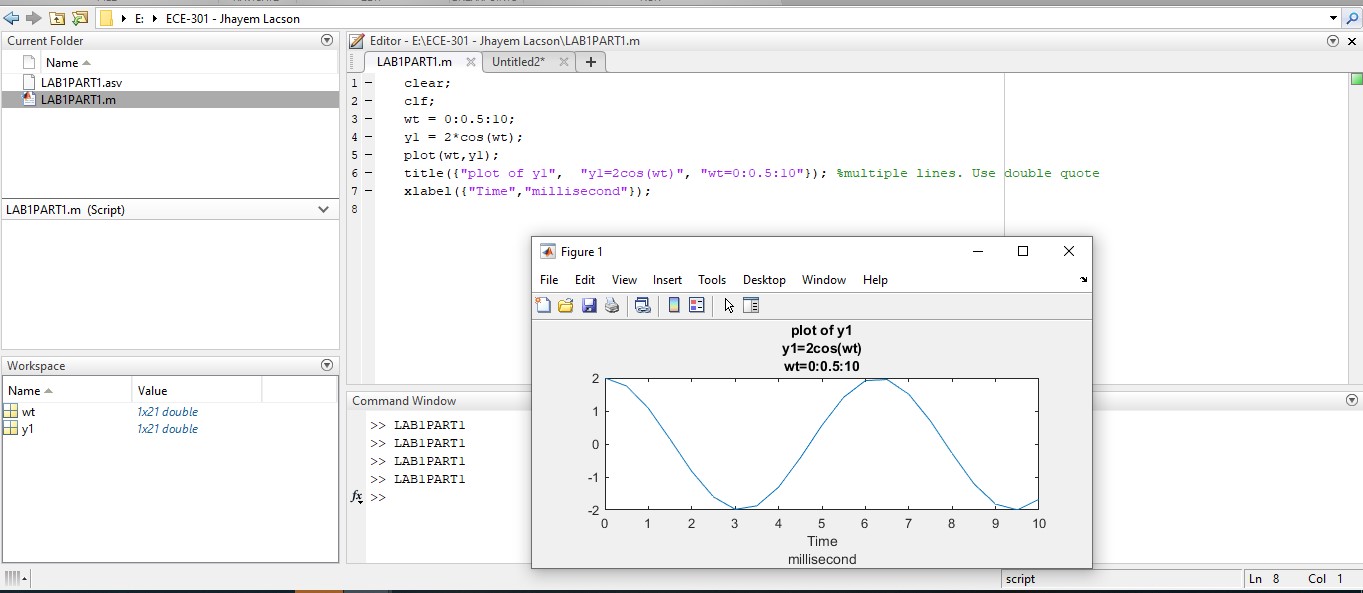 E: ECE-301 - Jhayem Lacson
Current Folder
Name
LAB1PART1.asv
LAB1PART1.m
LAB1PART1.m (Script)
Workspace
Name Value
wt 1x21 double
y1 1x21 double
Editor - E:\ECE-301 - Jhayem Lacson\LAB1PART1.m
LAB1PART1.m Untitled2* +
1 - clear;
2 - clf;
3 - wt = 0:0.5:10;
4 - y1 = 2*cos(wt);
5 - plot(wt,y1);
6 - title({"plot of y1", "y1=2cos(wt)", "wt=0:0.5:10"}); %multiple lines. Use double quote
7 - xlabel({"Time","millisecond"});
8
Command Window
>> LAB1PART1
>> LAB1PART1
>> LAB1PART1
>> LAB1PART1
fx >>
Figure 1
File Edit View Insert Tools Desktop Window Help
plot of y1
y1=2cos(wt)
wt=0:0.5:10
2
1
0
-1
-2
0 1 2 3 4 5 6 7 8 9 10
Time
millisecond
script Ln 8 Col 1